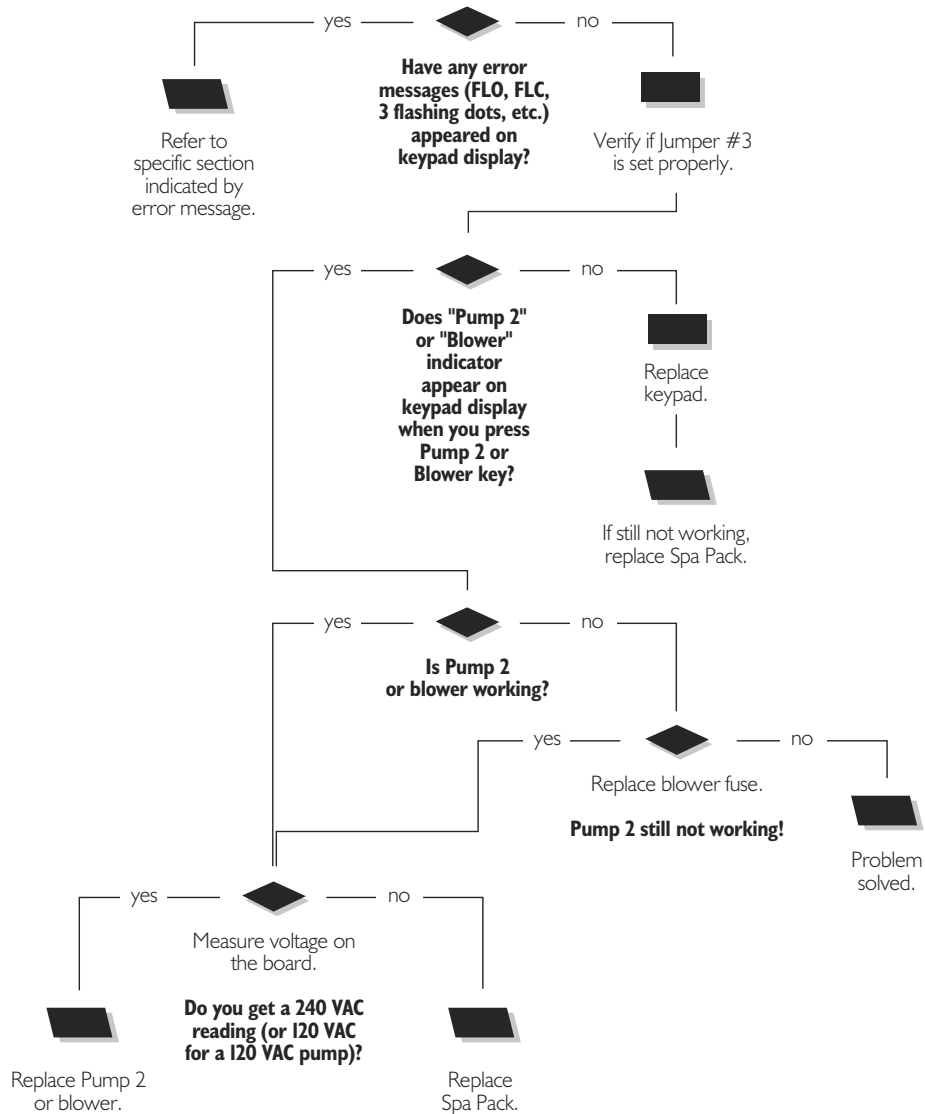 yes
no
Have any error
messages (FLO, FLC,
3 flashing dots, etc.)
appeared on
keypad display?
Refer to
specific section
indicated by
error message.
Verify if Jumper #3
is set properly.
yes
no
Does "Pump 2"
or "Blower"
indicator
appear on
keypad display
when you press
Pump 2 or
Blower key?
Replace
keypad.
If still not working,
replace Spa Pack.
yes
no
Is Pump 2
or blower working?
yes
no
Replace blower fuse.
Pump 2 still not working!
Problem
solved.
yes
no
Measure voltage on
the board.
Do you get a 240 VAC
reading (or 120 VAC
for a 120 VAC pump)?
Replace Pump 2
or blower.
Replace
Spa Pack.